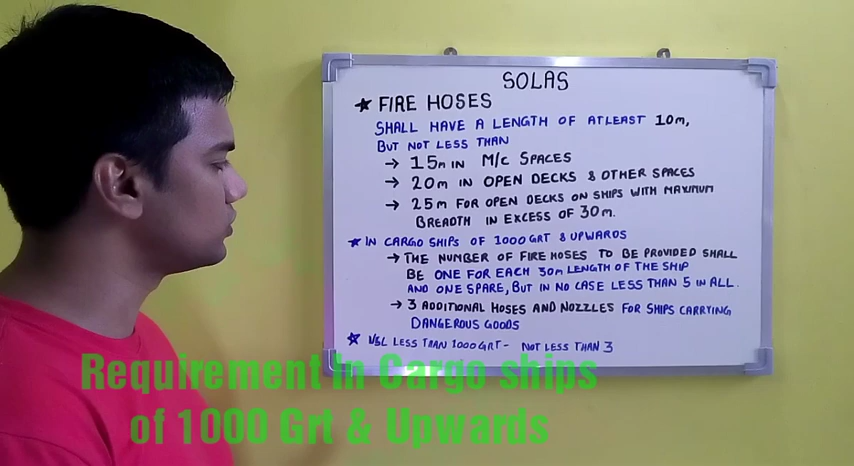 SOLAS
★ FIRE HOSES
SHALL HAVE A LENGTH OF ATLEAST 10m,
BUT NOT LESS THAN
→ 15m IN M/C SPACES
→ 20m IN OPEN DECKS & OTHER SPACES
→ 25m FOR OPEN DECKS ON SHIPS WITH MAXIMUM
BREADTH IN EXCESS OF 30m.
★ IN CARGO SHIPS OF 1000 GRT & UPWARDS
→ THE NUMBER OF FIRE HOSES TO BE PROVIDED SHALL
BE ONE FOR EACH 30m LENGTH OF THE SHIP
AND ONE SPARE, BUT IN NO CASE LESS THAN 5 IN ALL.
→ 3 ADDITIONAL HOSES AND NOZZLES FOR SHIPS CARRYING
DANGEROUS GOODS
★ VSL LESS THAN 1000 GRT - NOT LESS THAN 3
Requirement In Cargo ships
of 1000 Grt & Upwards